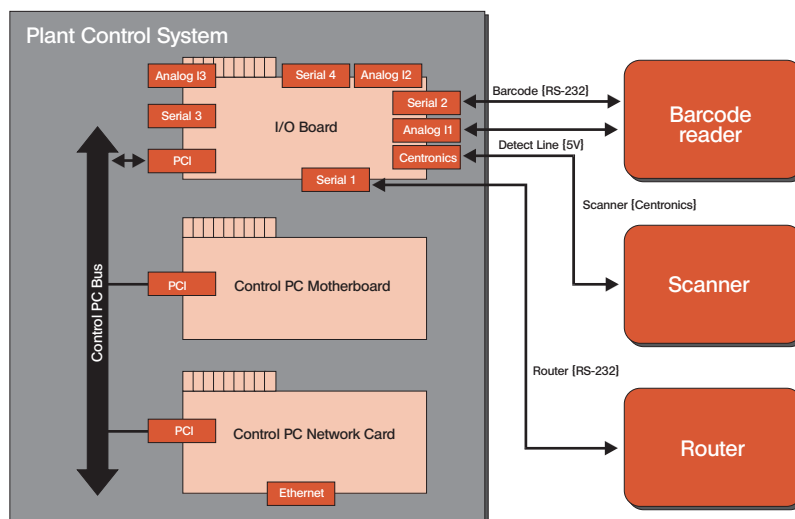 Plant Control System
Analog I3
Serial 4
Analog I2
Serial 3
Serial 2
I/O Board
Analog I1
PCI
Centronics
Serial 1
Barcode [RS-232]
Detect Line [5V]
Scanner [Centronics]
Router [RS-232]
Barcode
reader
Scanner
Router
Control PC Bus
PCI
Control PC Motherboard
PCI
Control PC Network Card
Ethernet